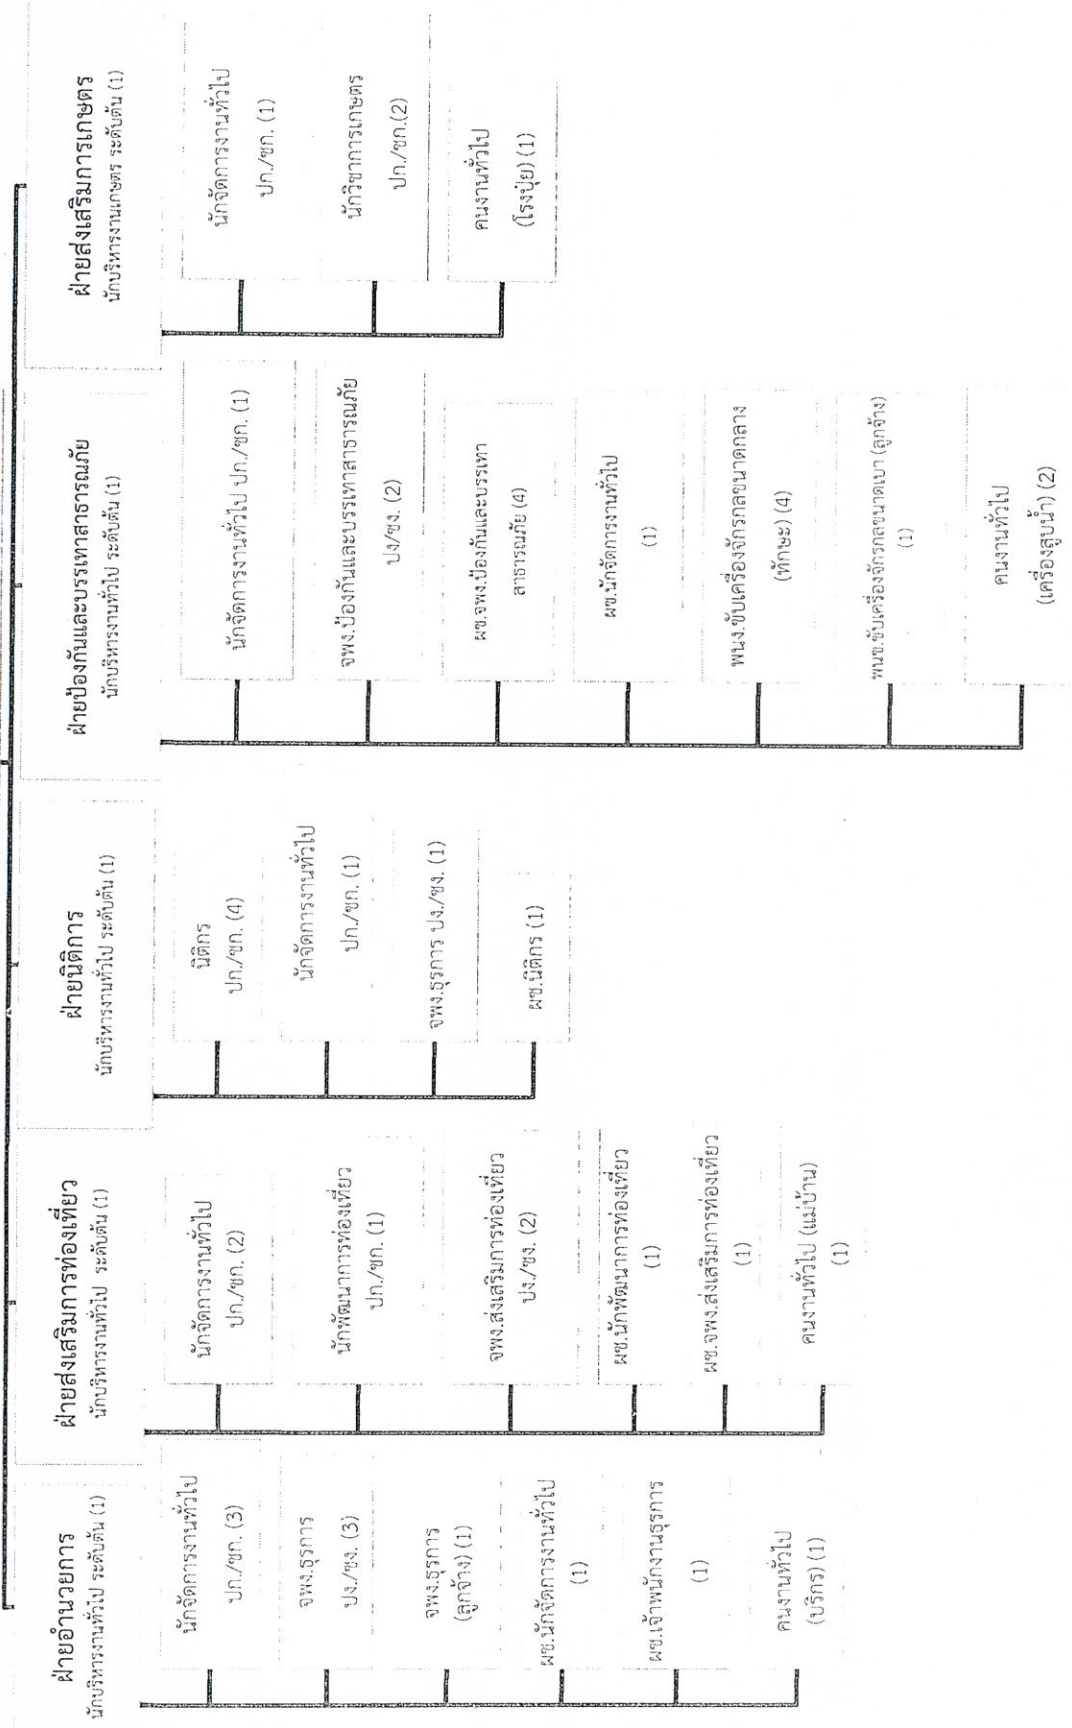 ฝ่ายอำนวยการ
นักบริหารงานทั่วไป ระดับต้น (1)
นักจัดการงานทั่วไป
ปก./ชก. (3)
จพง.ธุรการ
ปง./ชง. (3)
จพง.ธุรการ
(ลูกจ้าง) (1)
ผช.นักจัดการงานทั่วไป
(1)
ผช.เจ้าพนักงานธุรการ
(1)
คนงานทั่วไป
(บริกร) (1)
ฝ่ายส่งเสริมการท่องเที่ยว
นักบริหารงานทั่วไป ระดับต้น (1)
นักจัดการงานทั่วไป
ปก./ชก. (2)
นักพัฒนาการท่องเที่ยว
ปก./ชก. (1)
จพง.ส่งเสริมการท่องเที่ยว
ปง./ชง. (2)
ผช.นักพัฒนาการท่องเที่ยว
(1)
ผช.จพง.ส่งเสริมการท่องเที่ยว
(1)
คนงานทั่วไป (แม่บ้าน)
(1)
ฝ่ายนิติการ
นักบริหารงานทั่วไป ระดับต้น (1)
นิติกร
ปก./ชก. (4)
นักจัดการงานทั่วไป
ปก./ชก. (1)
จพง.ธุรการ ปง./ชง. (1)
ผช.นิติกร (1)
ฝ่ายป้องกันและบรรเทาสาธารณภัย
นักบริหารงานทั่วไป ระดับต้น (1)
นักจัดการงานทั่วไป ปก./ชก. (1)
จพง.ป้องกันและบรรเทาสาธารณภัย
ปง/ชง. (2)
ผช.จพง.ป้องกันและบรรเทา
สาธารณภัย (4)
ผช.นักจัดการงานทั่วไป
(1)
พนง.ขับเครื่องจักรกลขนาดกลาง
(ทักษะ) (4)
พนข.ขับเครื่องจักรกลขนาดเบา (ลูกจ้าง)
(1)
คนงานทั่วไป
(เครื่องสูบน้ำ) (2)
ฝ่ายส่งเสริมการเกษตร
นักบริหารงานเกษตร ระดับต้น (1)
นักจัดการงานทั่วไป
ปก./ชก. (1)
นักวิชาการเกษตร
ปก./ชก.(2)
คนงานทั่วไป
(โรงปุ๋ย) (1)